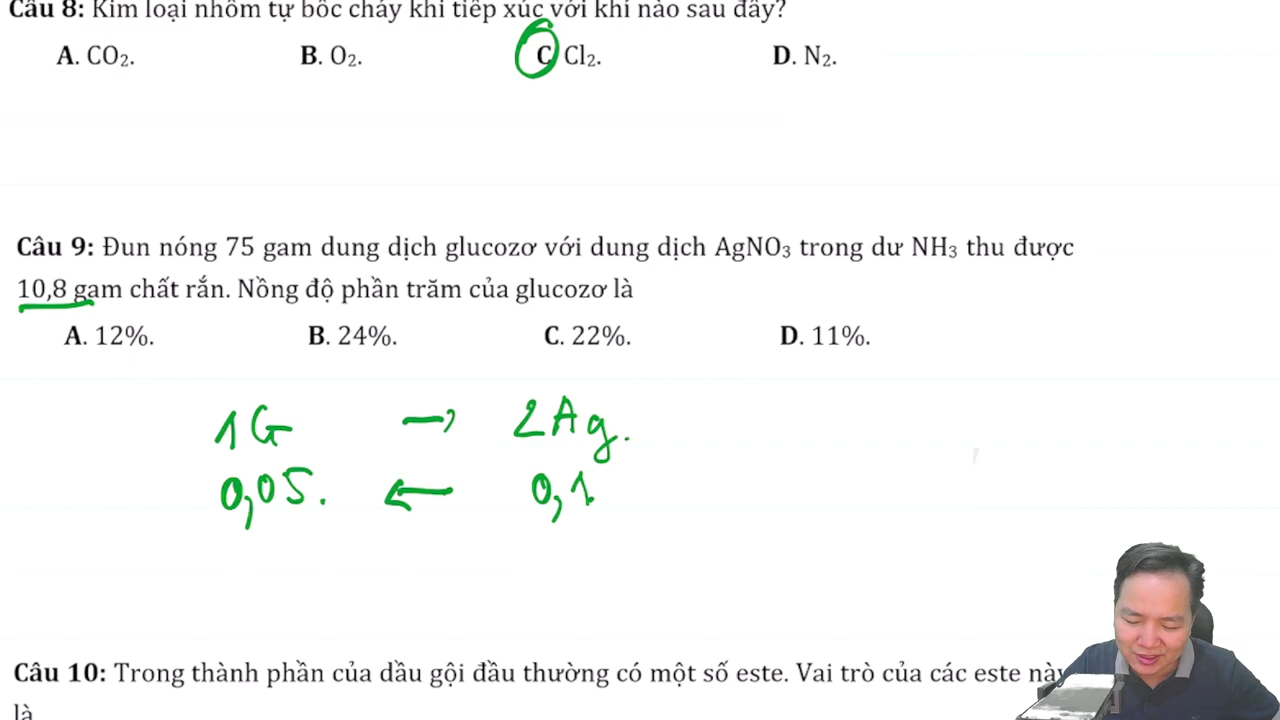 Câu 8: Kim loại nhôm tự bốc cháy khi tiếp xúc với khí nào sau đây?
A. CO₂. B. O₂. C Cl₂. D. N₂.
Câu 9: Đun nóng 75 gam dung dịch glucozơ với dung dịch AgNO₃ trong dư NH₃ thu được
10,8 gam chất rắn. Nồng độ phần trăm của glucozơ là
A. 12%. B. 24%. C. 22%. D. 11%.
1G → 2Ag.
0,05. ← 0,1
Câu 10: Trong thành phần của dầu gội đầu thường có một số este. Vai trò của các este này
là